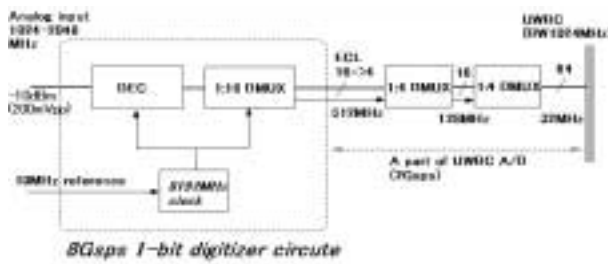 Analog input
1024-2048
MHz
-10dBm
(200mVpp)
DEC
1:16 DMUX
ECL
16->4
512MHz
1:4 DMUX
16
128MHz
1:4 DMUX
64
32MHz
UWBC
(BW1024MHz)
A part of UWBC A/D
(2Gsps)
reference
8192MHz
clock
8Gsps 1-bit digitizer circute